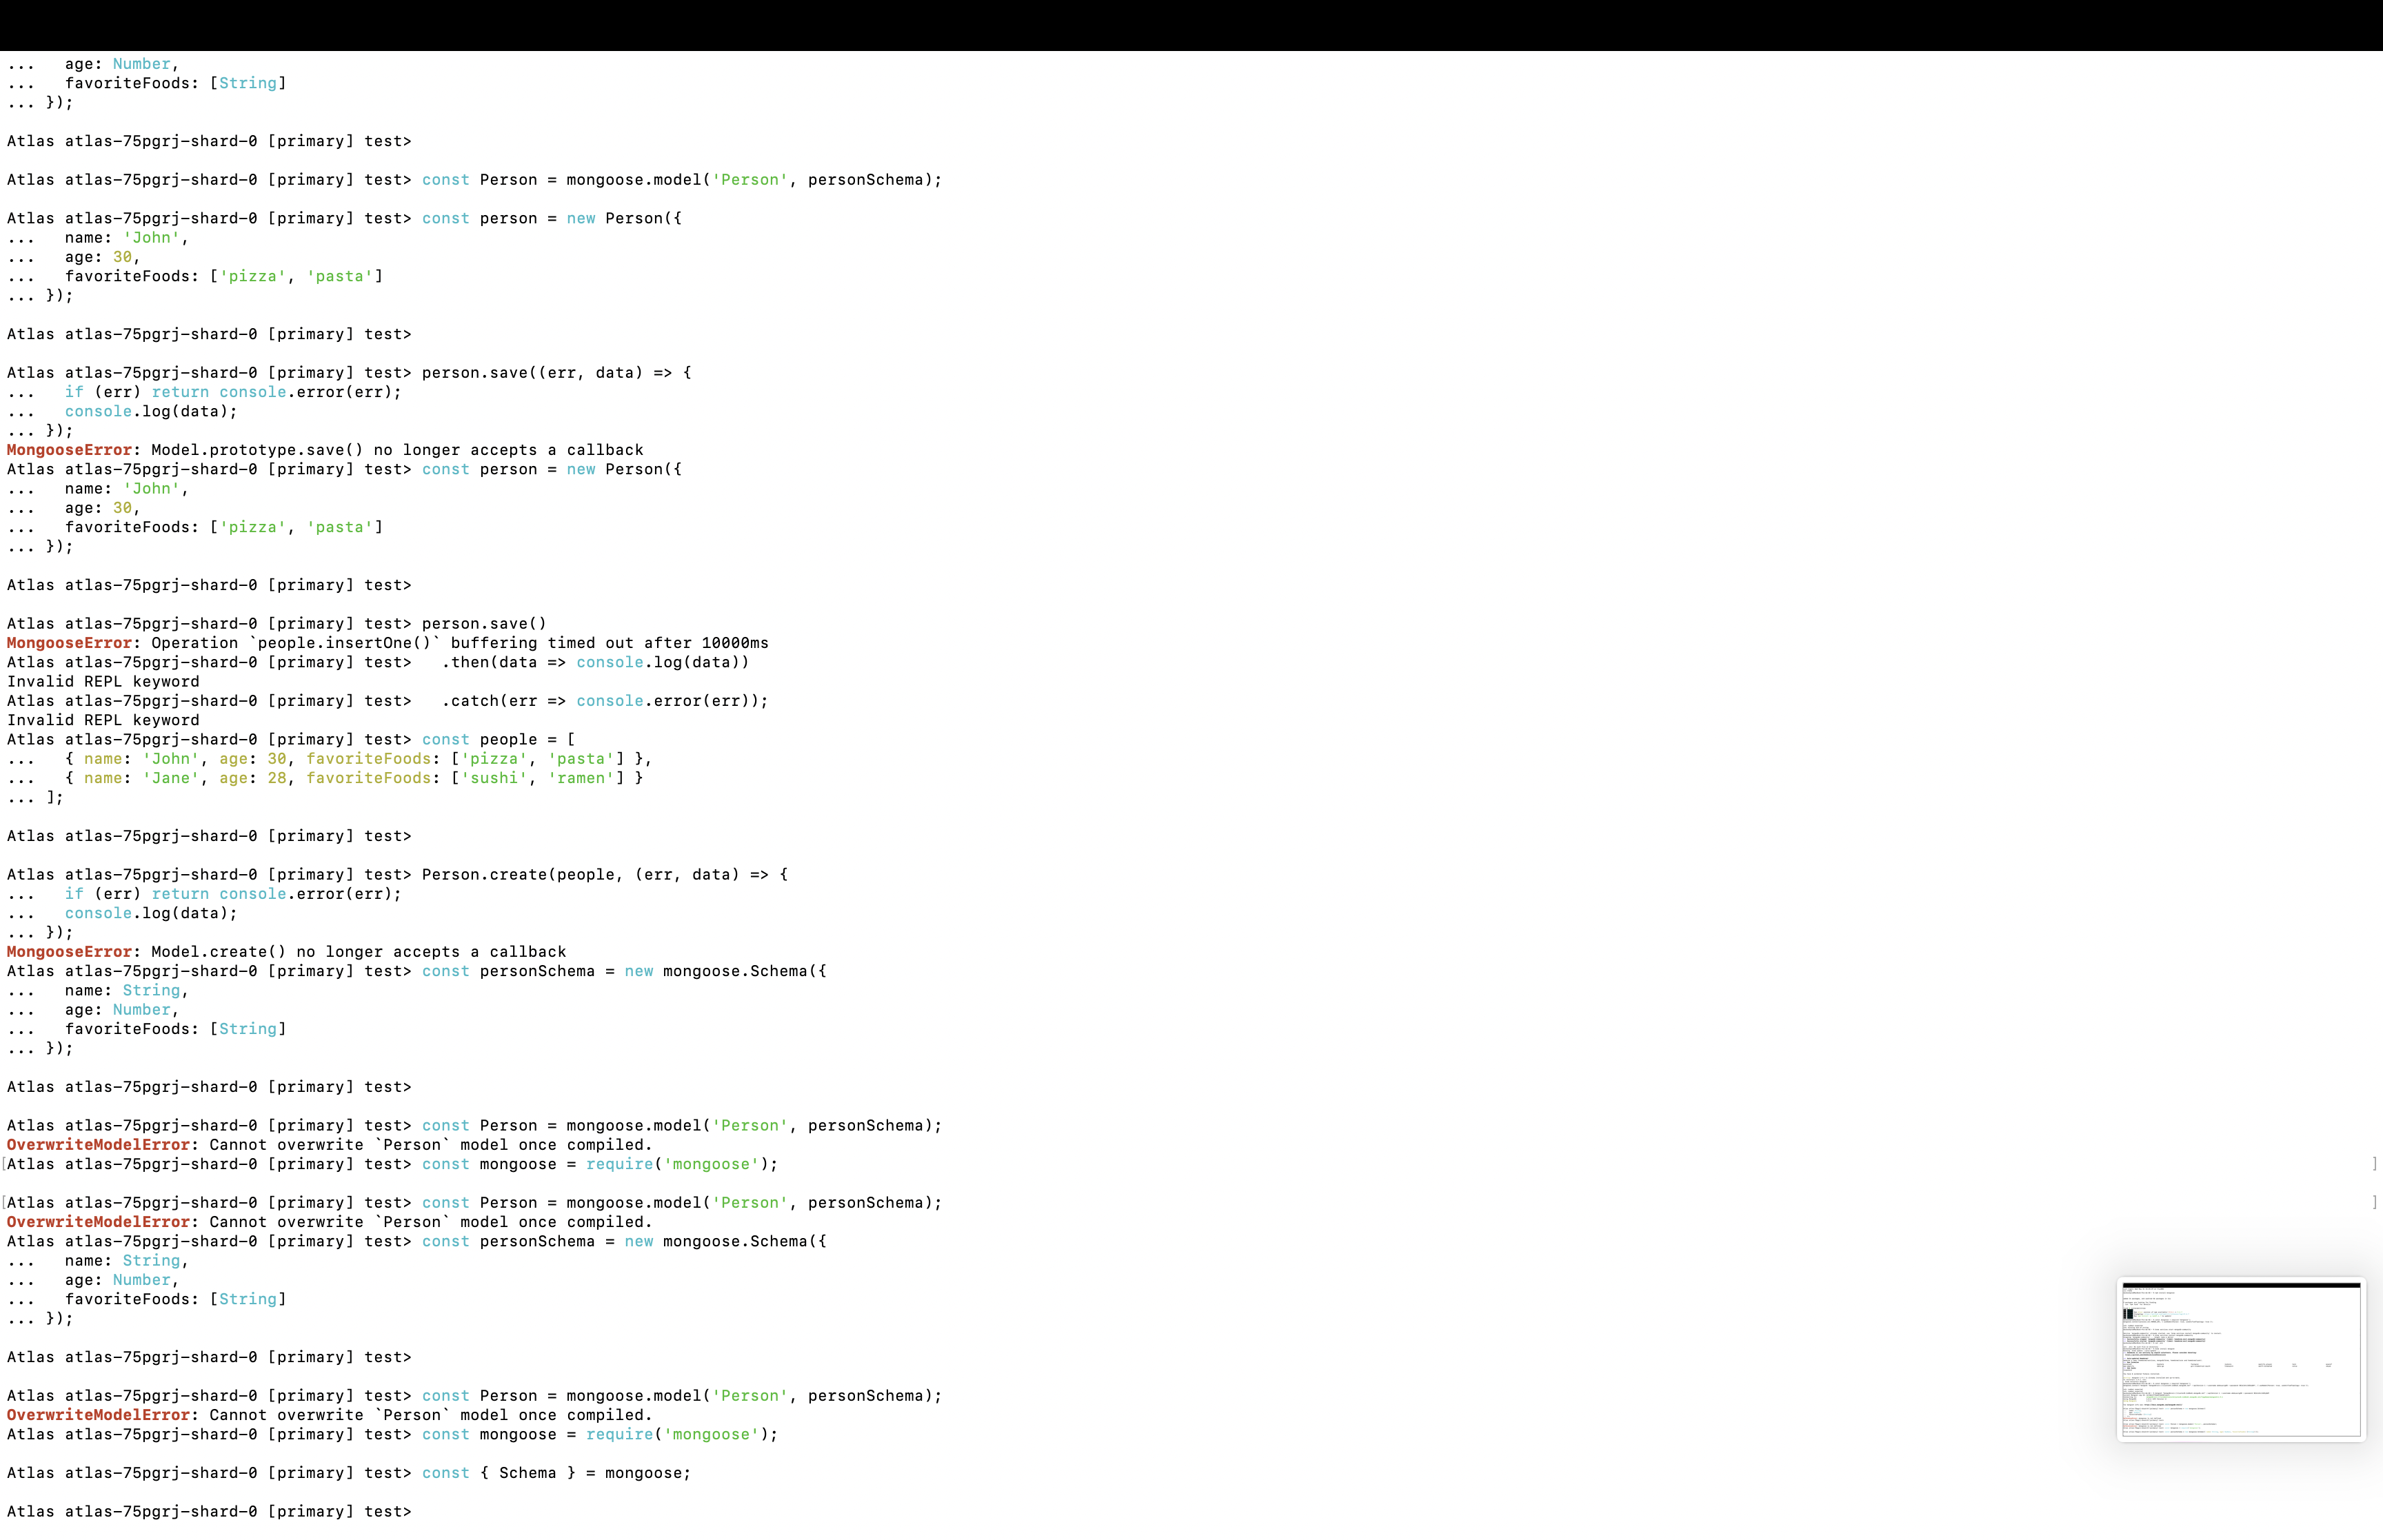 ...   age: Number,
...   favoriteFoods: [String]
... });
Atlas atlas-75pgrj-shard-0 [primary] test>
Atlas atlas-75pgrj-shard-0 [primary] test> const Person = mongoose.model('Person', personSchema);
Atlas atlas-75pgrj-shard-0 [primary] test> const person = new Person({
...   name: 'John',
...   age: 30,
...   favoriteFoods: ['pizza', 'pasta']
... });
Atlas atlas-75pgrj-shard-0 [primary] test>
Atlas atlas-75pgrj-shard-0 [primary] test> person.save((err, data) => {
...   if (err) return console.error(err);
...   console.log(data);
... });
MongooseError: Model.prototype.save() no longer accepts a callback
Atlas atlas-75pgrj-shard-0 [primary] test> const person = new Person({
...   name: 'John',
...   age: 30,
...   favoriteFoods: ['pizza', 'pasta']
... });
Atlas atlas-75pgrj-shard-0 [primary] test>
Atlas atlas-75pgrj-shard-0 [primary] test> person.save()
MongooseError: Operation `people.insertOne()` buffering timed out after 10000ms
Atlas atlas-75pgrj-shard-0 [primary] test>   .then(data => console.log(data))
Invalid REPL keyword
Atlas atlas-75pgrj-shard-0 [primary] test>   .catch(err => console.error(err));
Invalid REPL keyword
Atlas atlas-75pgrj-shard-0 [primary] test> const people = [
...   { name: 'John', age: 30, favoriteFoods: ['pizza', 'pasta'] },
...   { name: 'Jane', age: 28, favoriteFoods: ['sushi', 'ramen'] }
... ];
Atlas atlas-75pgrj-shard-0 [primary] test>
Atlas atlas-75pgrj-shard-0 [primary] test> Person.create(people, (err, data) => {
...   if (err) return console.error(err);
...   console.log(data);
... });
MongooseError: Model.create() no longer accepts a callback
Atlas atlas-75pgrj-shard-0 [primary] test> const personSchema = new mongoose.Schema({
...   name: String,
...   age: Number,
...   favoriteFoods: [String]
... });
Atlas atlas-75pgrj-shard-0 [primary] test>
Atlas atlas-75pgrj-shard-0 [primary] test> const Person = mongoose.model('Person', personSchema);
OverwriteModelError: Cannot overwrite `Person` model once compiled.
[Atlas atlas-75pgrj-shard-0 [primary] test> const mongoose = require('mongoose'); ]
[Atlas atlas-75pgrj-shard-0 [primary] test> const Person = mongoose.model('Person', personSchema); ]
OverwriteModelError: Cannot overwrite `Person` model once compiled.
Atlas atlas-75pgrj-shard-0 [primary] test> const personSchema = new mongoose.Schema({
...   name: String,
...   age: Number,
...   favoriteFoods: [String]
... });
Atlas atlas-75pgrj-shard-0 [primary] test>
Atlas atlas-75pgrj-shard-0 [primary] test> const Person = mongoose.model('Person', personSchema);
OverwriteModelError: Cannot overwrite `Person` model once compiled.
Atlas atlas-75pgrj-shard-0 [primary] test> const mongoose = require('mongoose');
Atlas atlas-75pgrj-shard-0 [primary] test> const { Schema } = mongoose;
Atlas atlas-75pgrj-shard-0 [primary] test>